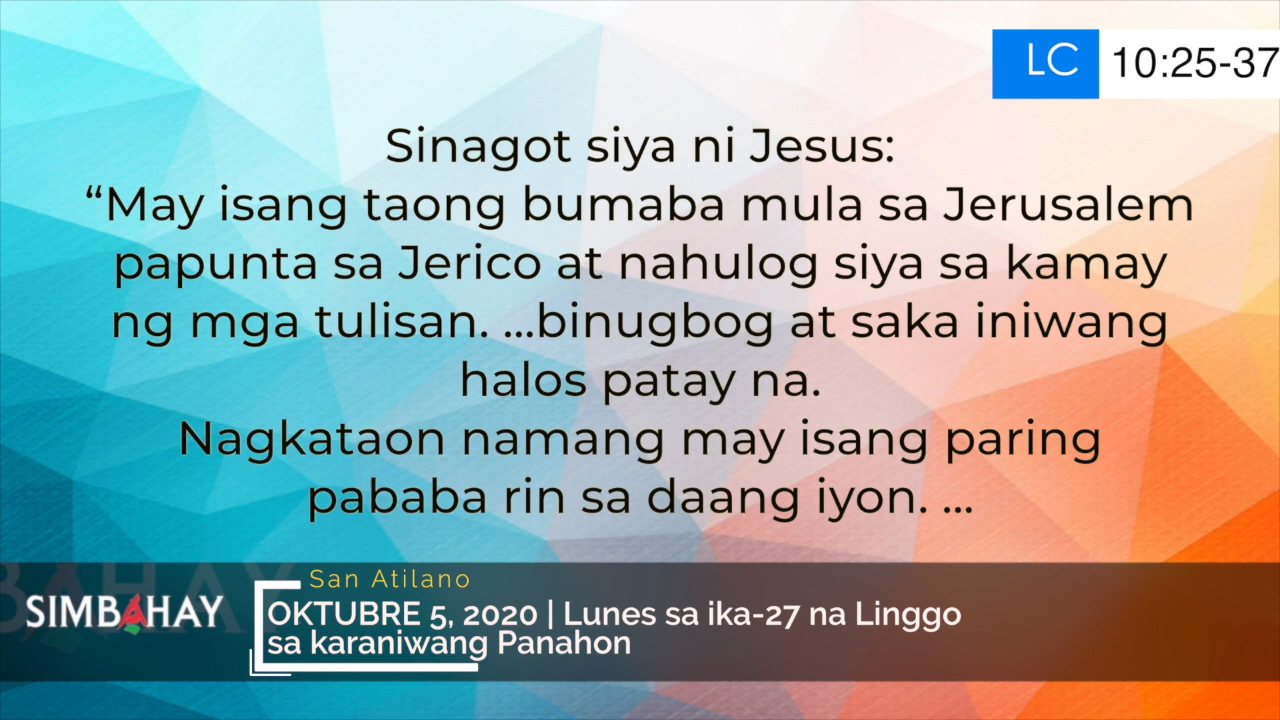 LC 10:25-37
Sinagot siya ni Jesus:
“May isang taong bumaba mula sa Jerusalem
papunta sa Jerico at nahulog siya sa kamay
ng mga tulisan. ...binugbog at saka iniwang
halos patay na.
Nagkataon namang may isang paring
pababa rin sa daang iyon. ...
San Atilano
SIMBAHAY
OKTUBRE 5, 2020 | Lunes sa ika-27 na Linggo
sa karaniwang Panahon